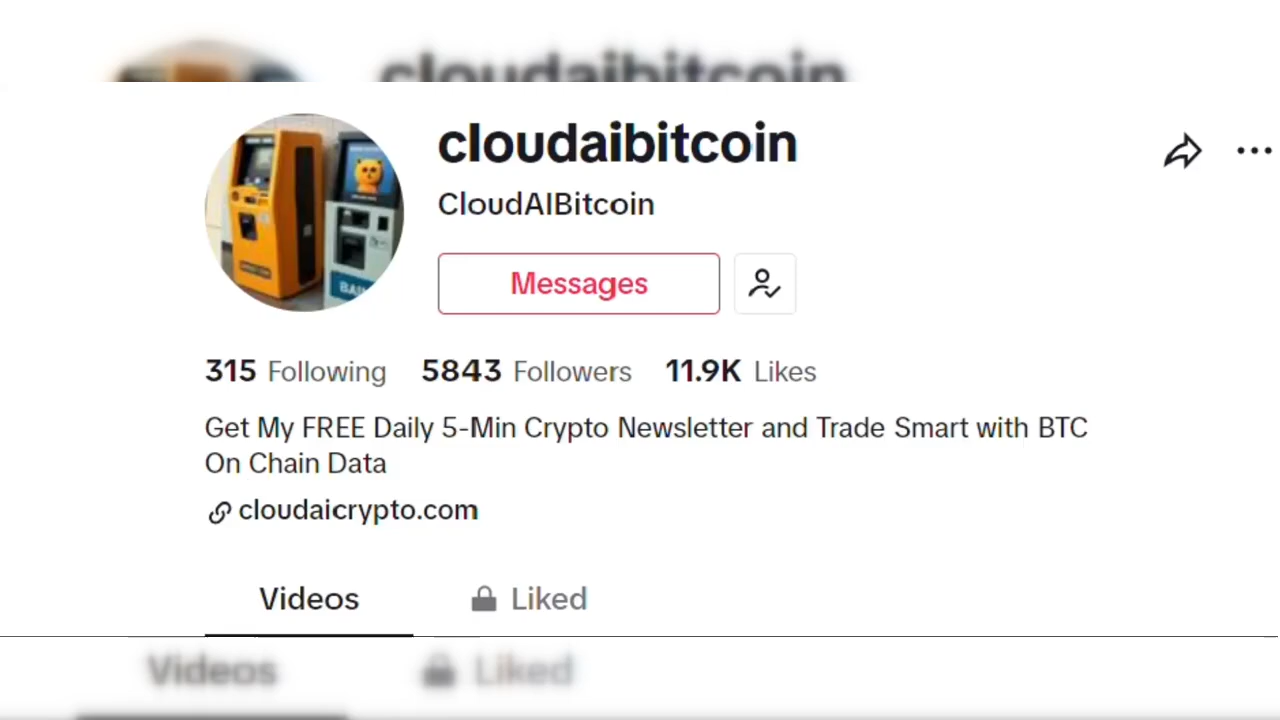 cloudaibitcoin
cloudaibitcoin
CloudAIBitcoin
Messages
315 Following 5843 Followers 11.9K Likes
Get My FREE Daily 5-Min Crypto Newsletter and Trade Smart with BTC
On Chain Data
cloudaicrypto.com
Videos Liked
Videos Liked